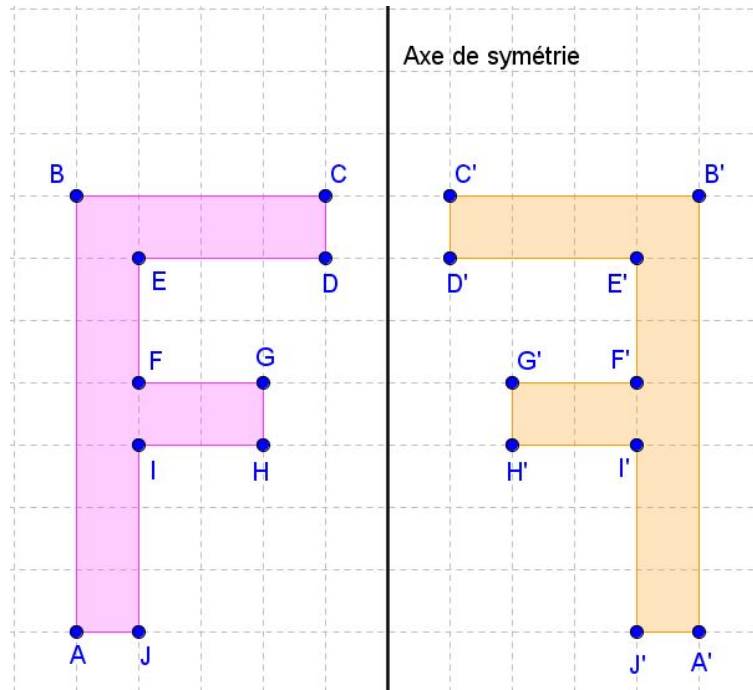 Axe de symétrie
B C C' B'
E D D' E'
F G G' F'
I H H' I'
A J J' A'